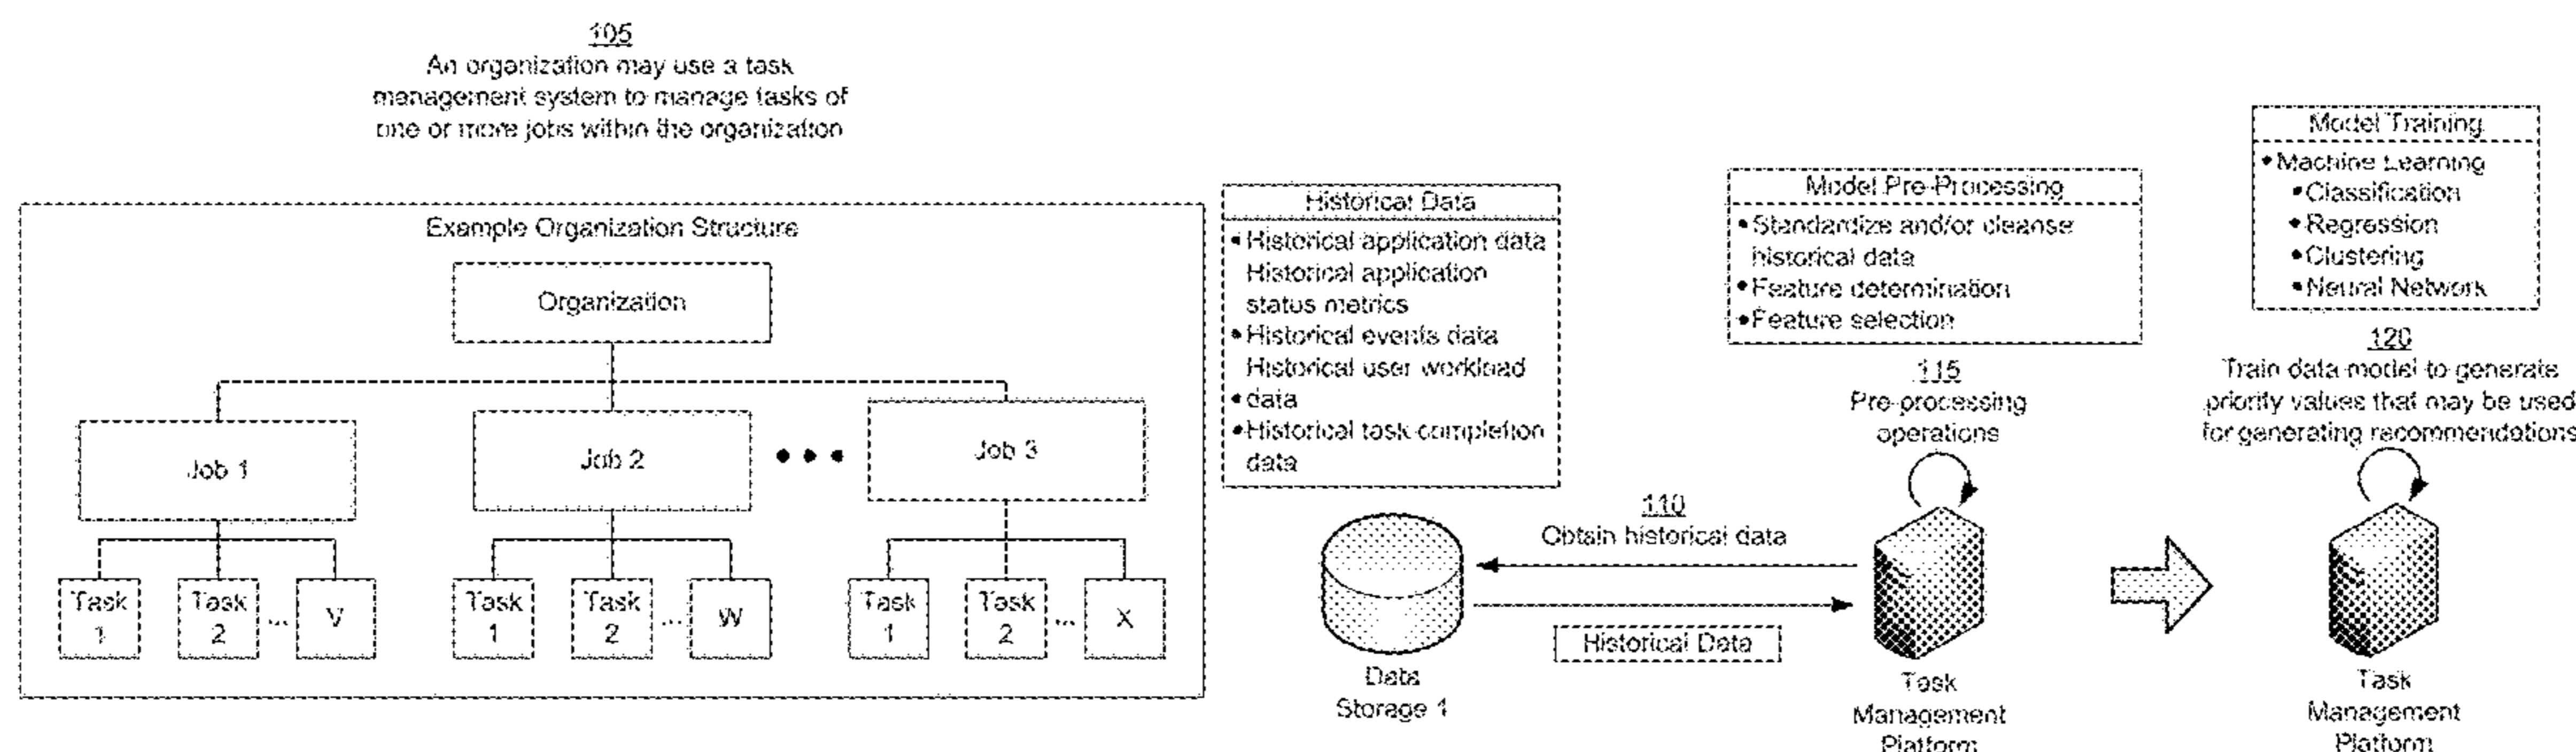 105
An organization may use a task
management system to manage tasks of
one or more jobs within the organization
Example Organization Structure
Organization
Job 1
Job 2
• • •
Job 3
Task
1
Task
2
...
V
Task
1
Task
2
...
W
Task
1
Task
2
...
X
Historical Data
• Historical application data
Historical application
status metrics
• Historical events data
Historical user workload
• data
• Historical task completion
data
Data
Storage 1
110
Obtain historical data
Historical Data
Model Pre-Processing
• Standardize and/or cleanse
historical data
• Feature determination
• Feature selection
115
Pre-processing
operations
Task
Management
Platform
Model Training
• Machine Learning
• Classification
• Regression
• Clustering
• Neural Network
120
Train data model to generate
priority values that may be used
for generating recommendations
Task
Management
Platform